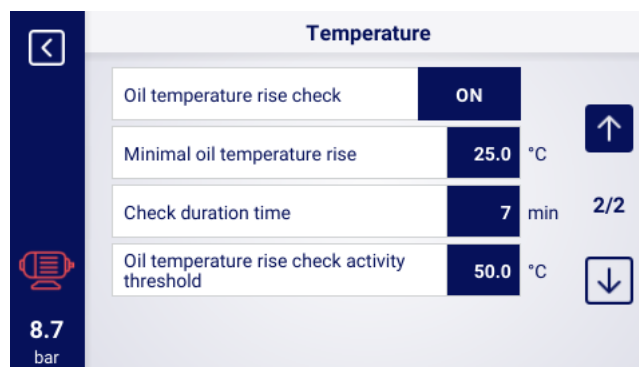 Temperature
Oil temperature rise check ON
Minimal oil temperature rise 25.0 °C
Check duration time 7 min 2/2
Oil temperature rise check activity
threshold 50.0 °C
8.7
bar